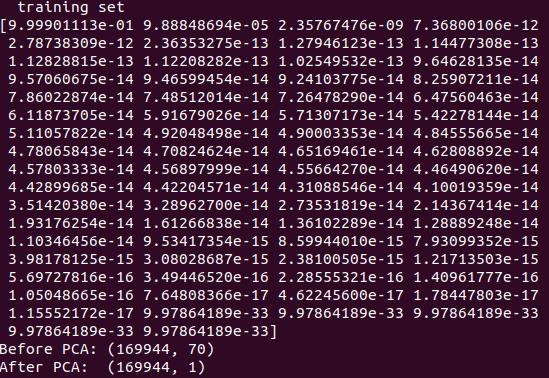 training set
[9.99901113e-01 9.88848694e-05 2.35767476e-09 7.36800106e-12
2.78738309e-12 2.36353275e-13 1.27946123e-13 1.14477308e-13
1.12828815e-13 1.12208282e-13 1.02549532e-13 9.64628135e-14
9.57060675e-14 9.46599454e-14 9.24103775e-14 8.25907211e-14
7.86022874e-14 7.48512014e-14 7.26478290e-14 6.47560463e-14
6.11873705e-14 5.91679026e-14 5.71307173e-14 5.42278144e-14
5.11057822e-14 4.92048498e-14 4.90003353e-14 4.84555665e-14
4.78065843e-14 4.70824624e-14 4.65169461e-14 4.62808892e-14
4.57803333e-14 4.56897999e-14 4.55664270e-14 4.46490620e-14
4.42899685e-14 4.42204571e-14 4.31088546e-14 4.10019359e-14
3.51420380e-14 3.28962700e-14 2.73531819e-14 2.14367414e-14
1.93176254e-14 1.61266838e-14 1.36102289e-14 1.28889248e-14
1.10346456e-14 9.53417354e-15 8.59944010e-15 7.93099352e-15
3.98178125e-15 3.08028687e-15 2.38100505e-15 1.21713503e-15
5.69727816e-16 3.49446520e-16 2.28555321e-16 1.40961777e-16
1.05048665e-16 7.64808366e-17 4.62245600e-17 1.78447803e-17
1.15552172e-17 9.97864189e-33 9.97864189e-33 9.97864189e-33
9.97864189e-33 9.97864189e-33]
Before PCA: (169944, 70)
After PCA:  (169944, 1)